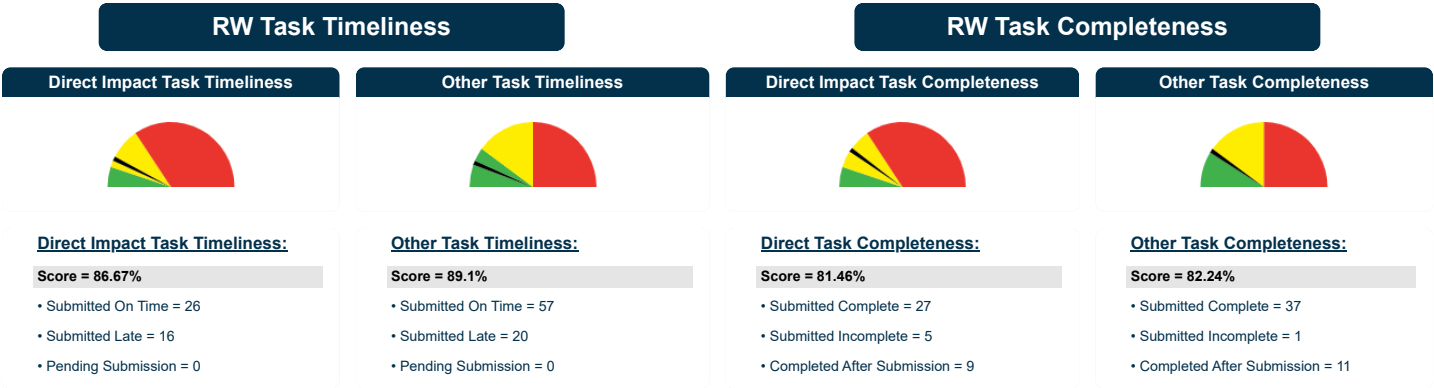 RW Task Timeliness
RW Task Completeness
Direct Impact Task Timeliness
Other Task Timeliness
Direct Impact Task Completeness
Other Task Completeness
Direct Impact Task Timeliness:
Score = 86.67%
• Submitted On Time = 26
• Submitted Late = 16
• Pending Submission = 0
Other Task Timeliness:
Score = 89.1%
• Submitted On Time = 57
• Submitted Late = 20
• Pending Submission = 0
Direct Task Completeness:
Score = 81.46%
• Submitted Complete = 27
• Submitted Incomplete = 5
• Completed After Submission = 9
Other Task Completeness:
Score = 82.24%
• Submitted Complete = 37
• Submitted Incomplete = 1
• Completed After Submission = 11